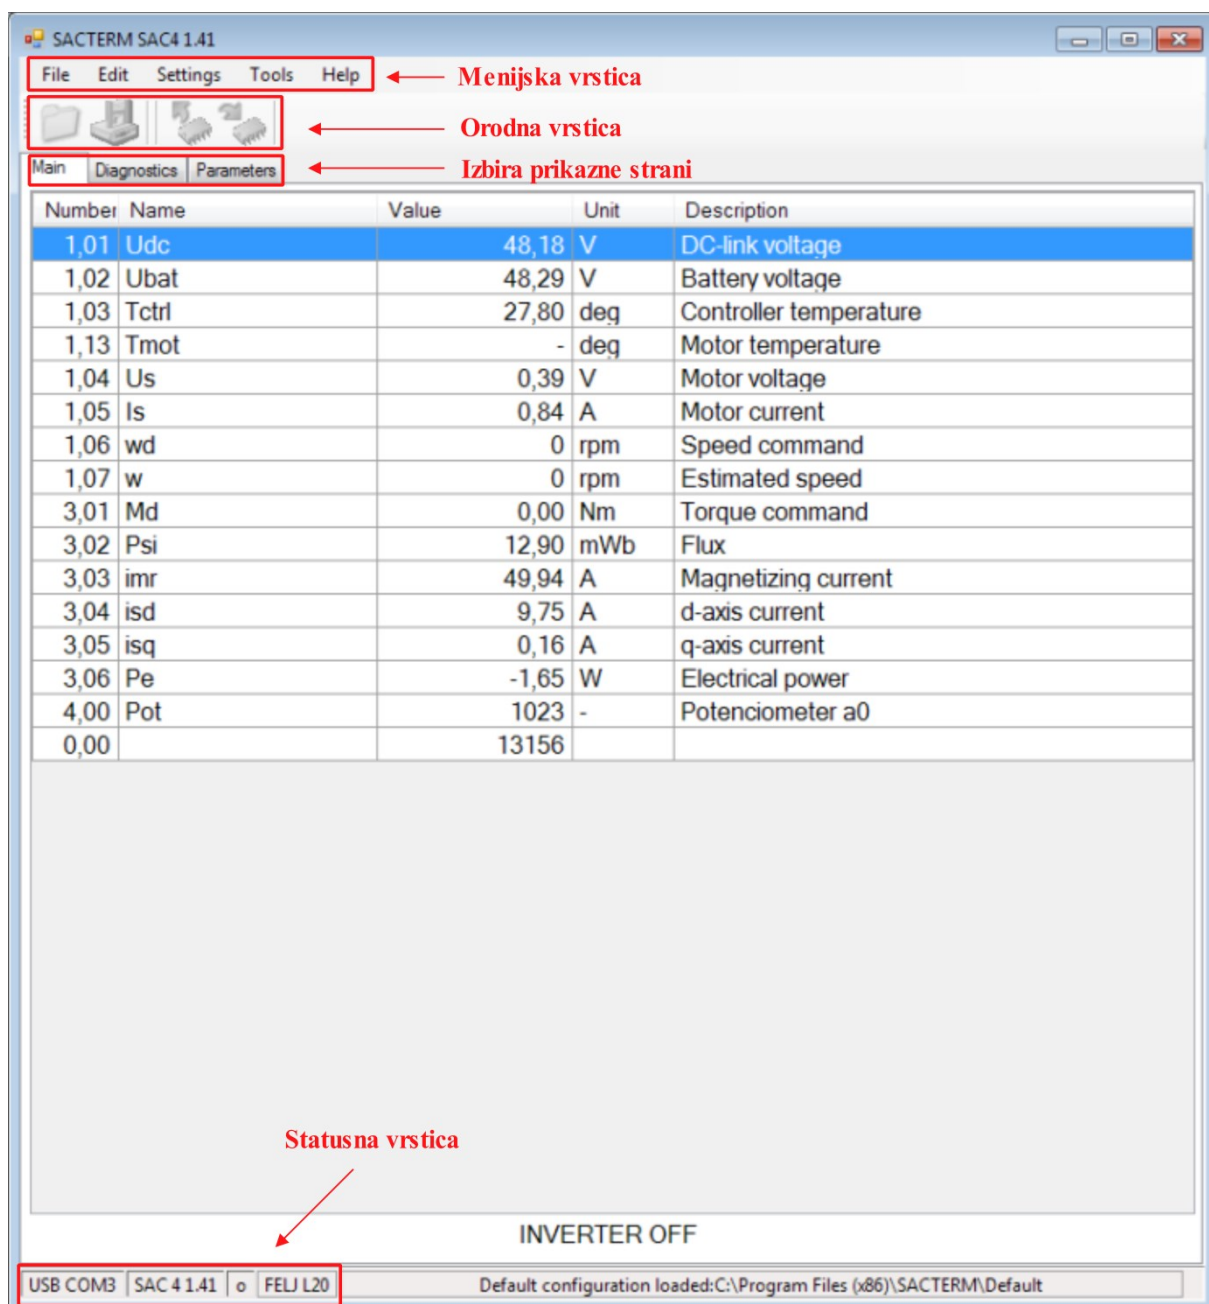 SACTERM SAC4 1.41
File Edit Settings Tools Help
Menijska vrstica
Orodna vrstica
Main Diagnostics Parameters
Izbira prikazne strani
Number Name Value Unit Description
1,01 Udc 48,18 V DC-link voltage
1,02 Ubat 48,29 V Battery voltage
1,03 Tctrl 27,80 deg Controller temperature
1,13 Tmot - deg Motor temperature
1,04 Us 0,39 V Motor voltage
1,05 Is 0,84 A Motor current
1,06 wd 0 rpm Speed command
1,07 w 0 rpm Estimated speed
3,01 Md 0,00 Nm Torque command
3,02 Psi 12,90 mWb Flux
3,03 imr 49,94 A Magnetizing current
3,04 isd 9,75 A d-axis current
3,05 isq 0,16 A q-axis current
3,06 Pe -1,65 W Electrical power
4,00 Pot 1023 - Potenciometer a0
0,00 13156
Statusna vrstica
INVERTER OFF
USB COM3 SAC 4 1.41 o FELJ L20 Default configuration loaded:C:\Program Files (x86)\SACTERM\Default